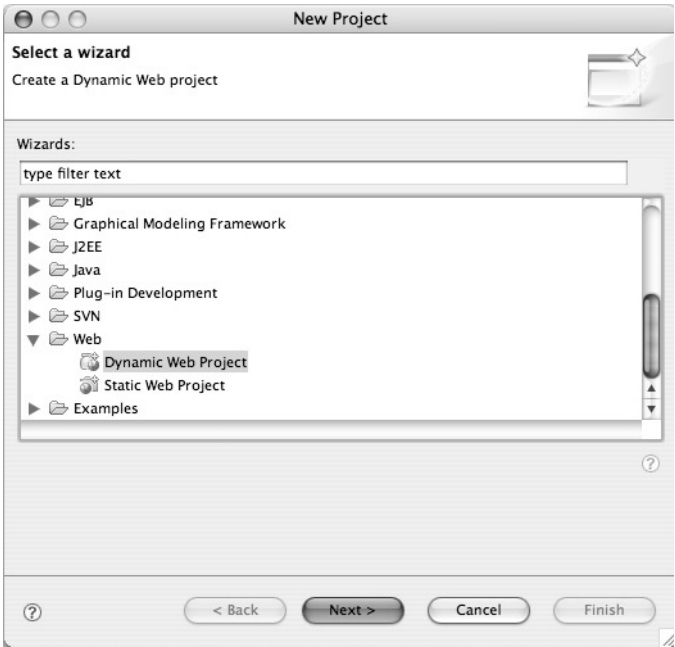 New Project
Select a wizard
Create a Dynamic Web project
Wizards:
type filter text
EJB
Graphical Modeling Framework
J2EE
Java
Plug-in Development
SVN
Web
Dynamic Web Project
Static Web Project
Examples
?
? < Back Next > Cancel Finish